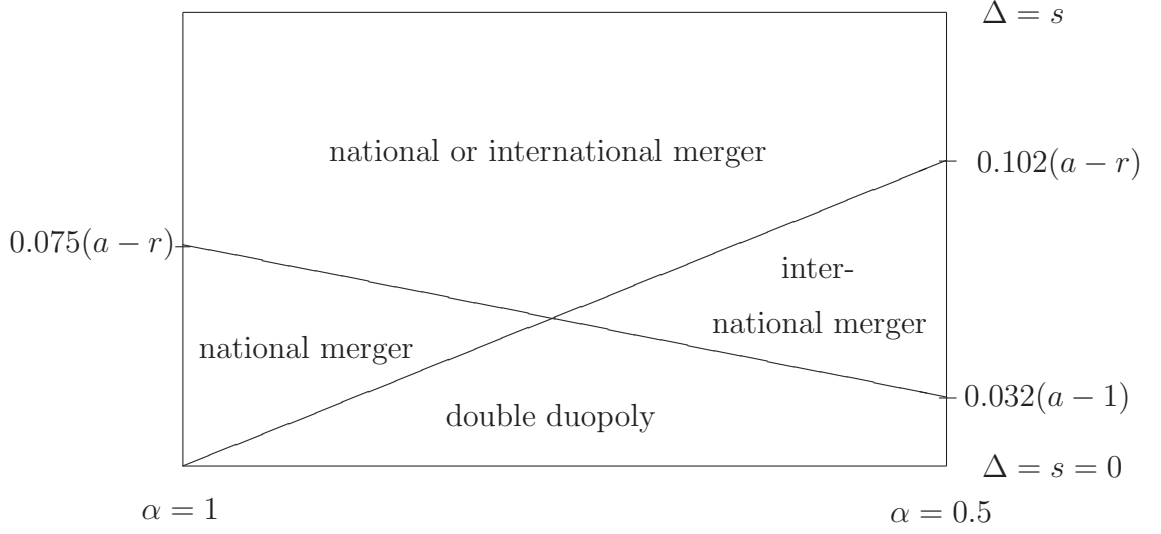 Δ = s
national or international merger
0.102(a − r)
0.075(a − r)
inter-
national merger
national merger
0.032(a − 1)
double duopoly
Δ = s = 0
α = 1
α = 0.5